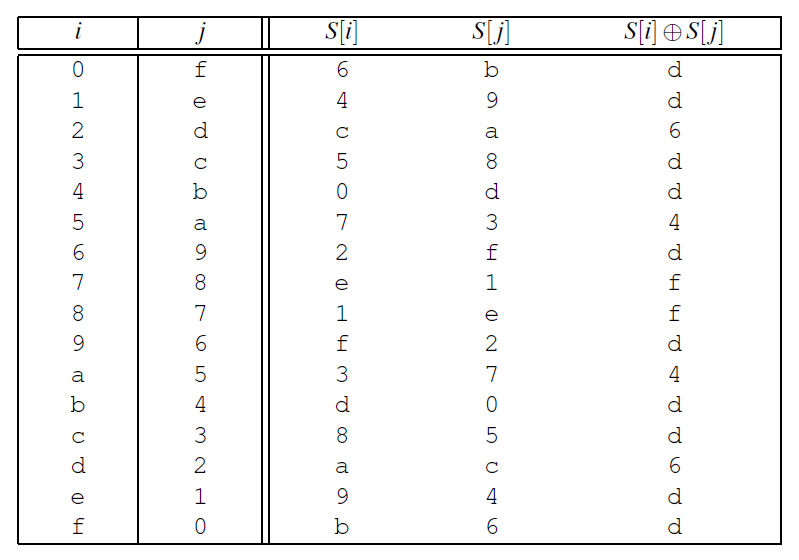 i j S[i] S[j] S[i]⊕S[j]
0 f 6 b d
1 e 4 9 d
2 d c a 6
3 c 5 8 d
4 b 0 d d
5 a 7 3 4
6 9 2 f d
7 8 e 1 f
8 7 1 e f
9 6 f 2 d
a 5 3 7 4
b 4 d 0 d
c 3 8 5 d
d 2 a c 6
e 1 9 4 d
f 0 b 6 d